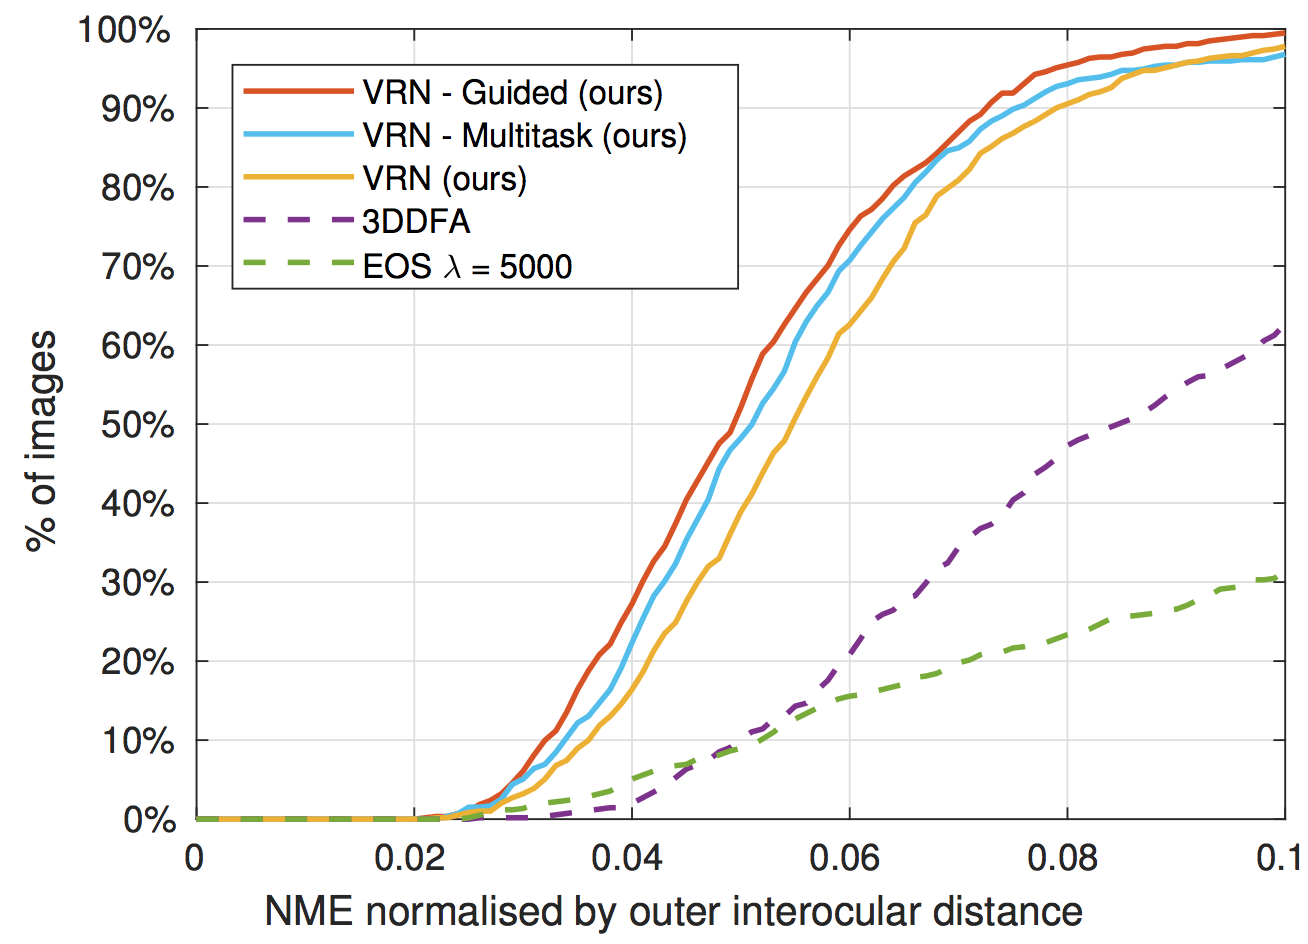 100%
90%
80%
70%
60%
50%
40%
30%
20%
10%
0%
% of images
VRN - Guided (ours)
VRN - Multitask (ours)
VRN (ours)
3DDFA
EOS λ = 5000
0 0.02 0.04 0.06 0.08 0.1
NME normalised by outer interocular distance